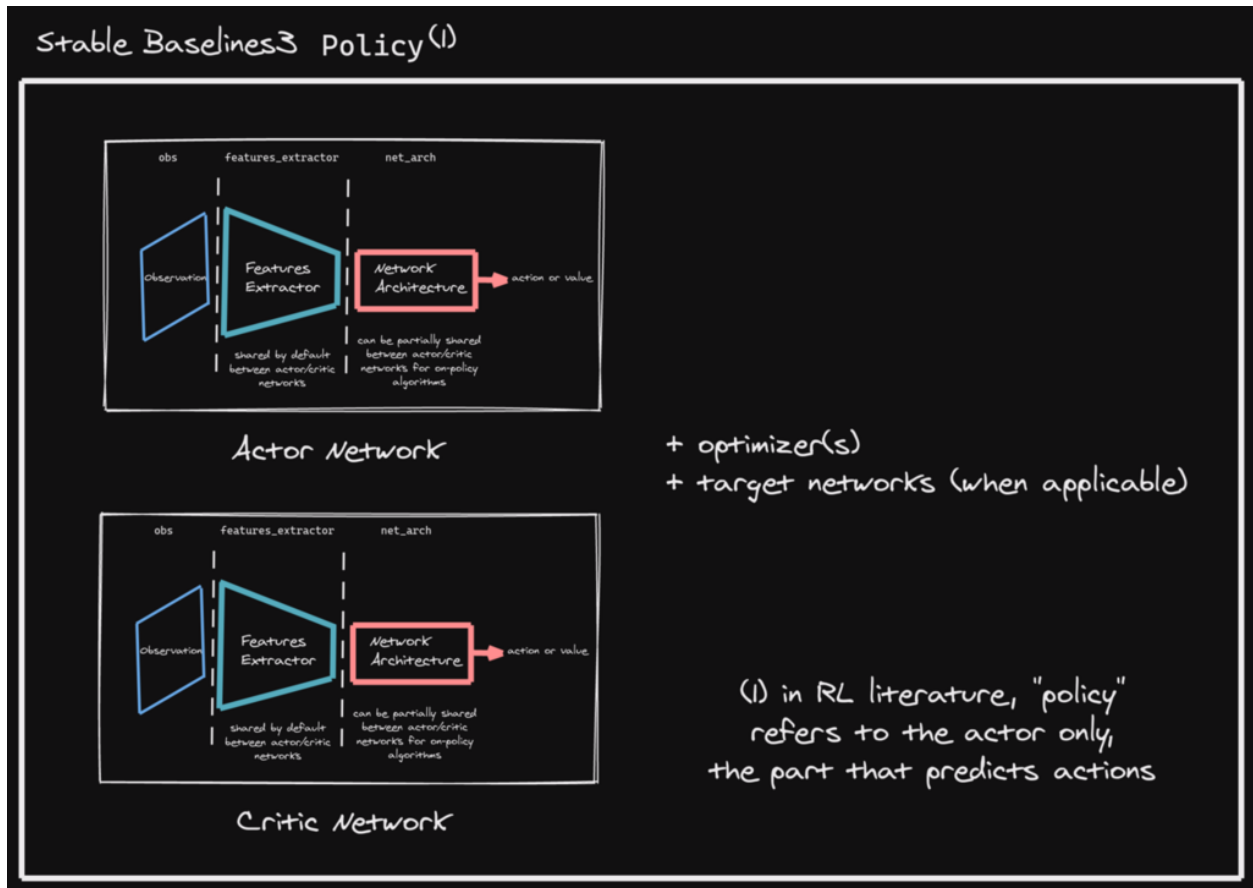 Stable Baselines3 Policy(1)
obs features_extractor net_arch
Observation
Features
Extractor
Network
Architecture
action or value
shared by default
between actor/critic
networks
can be partially shared
between actor/critic
networks for on-policy
algorithms
Actor Network
+ optimizer(s)
+ target networks (when applicable)
obs features_extractor net_arch
Observation
Features
Extractor
Network
Architecture
action or value
shared by default
between actor/critic
networks
can be partially shared
between actor/critic
networks for on-policy
algorithms
Critic Network
(1) in RL literature, "policy"
refers to the actor only,
the part that predicts actions